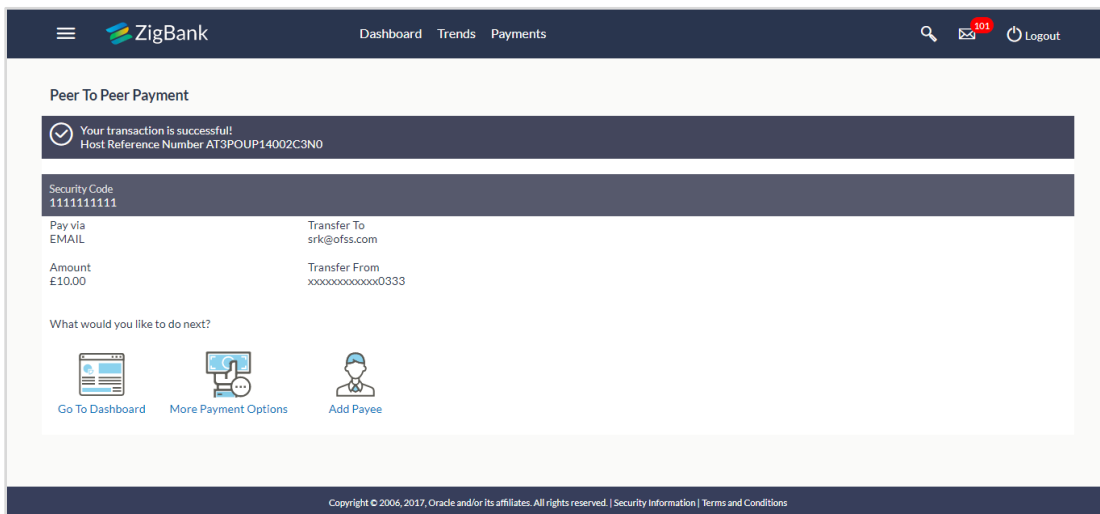 ZigBank
Dashboard Trends Payments
101
Logout
Peer To Peer Payment
Your transaction is successful!
Host Reference Number AT3POUP14002C3N0
Security Code
1111111111
Pay via
Transfer To
EMAIL
srk@ofss.com
Amount
Transfer From
£10.00
xxxxxxxxxxxx0333
What would you like to do next?
Go To Dashboard
More Payment Options
Add Payee
Copyright © 2006, 2017, Oracle and/or its affiliates. All rights reserved. | Security Information | Terms and Conditions